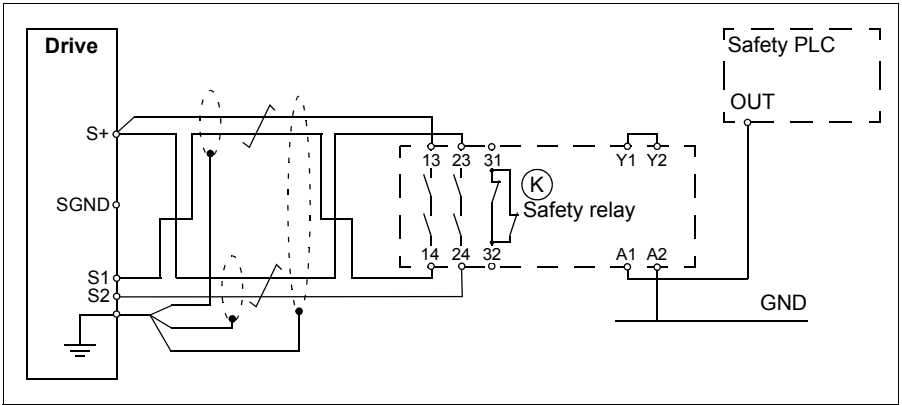 Drive
Safety PLC
OUT
S+
13 23 31
Y1 Y2
K
SGND
Safety relay
14 24 32
A1 A2
S1
S2
GND